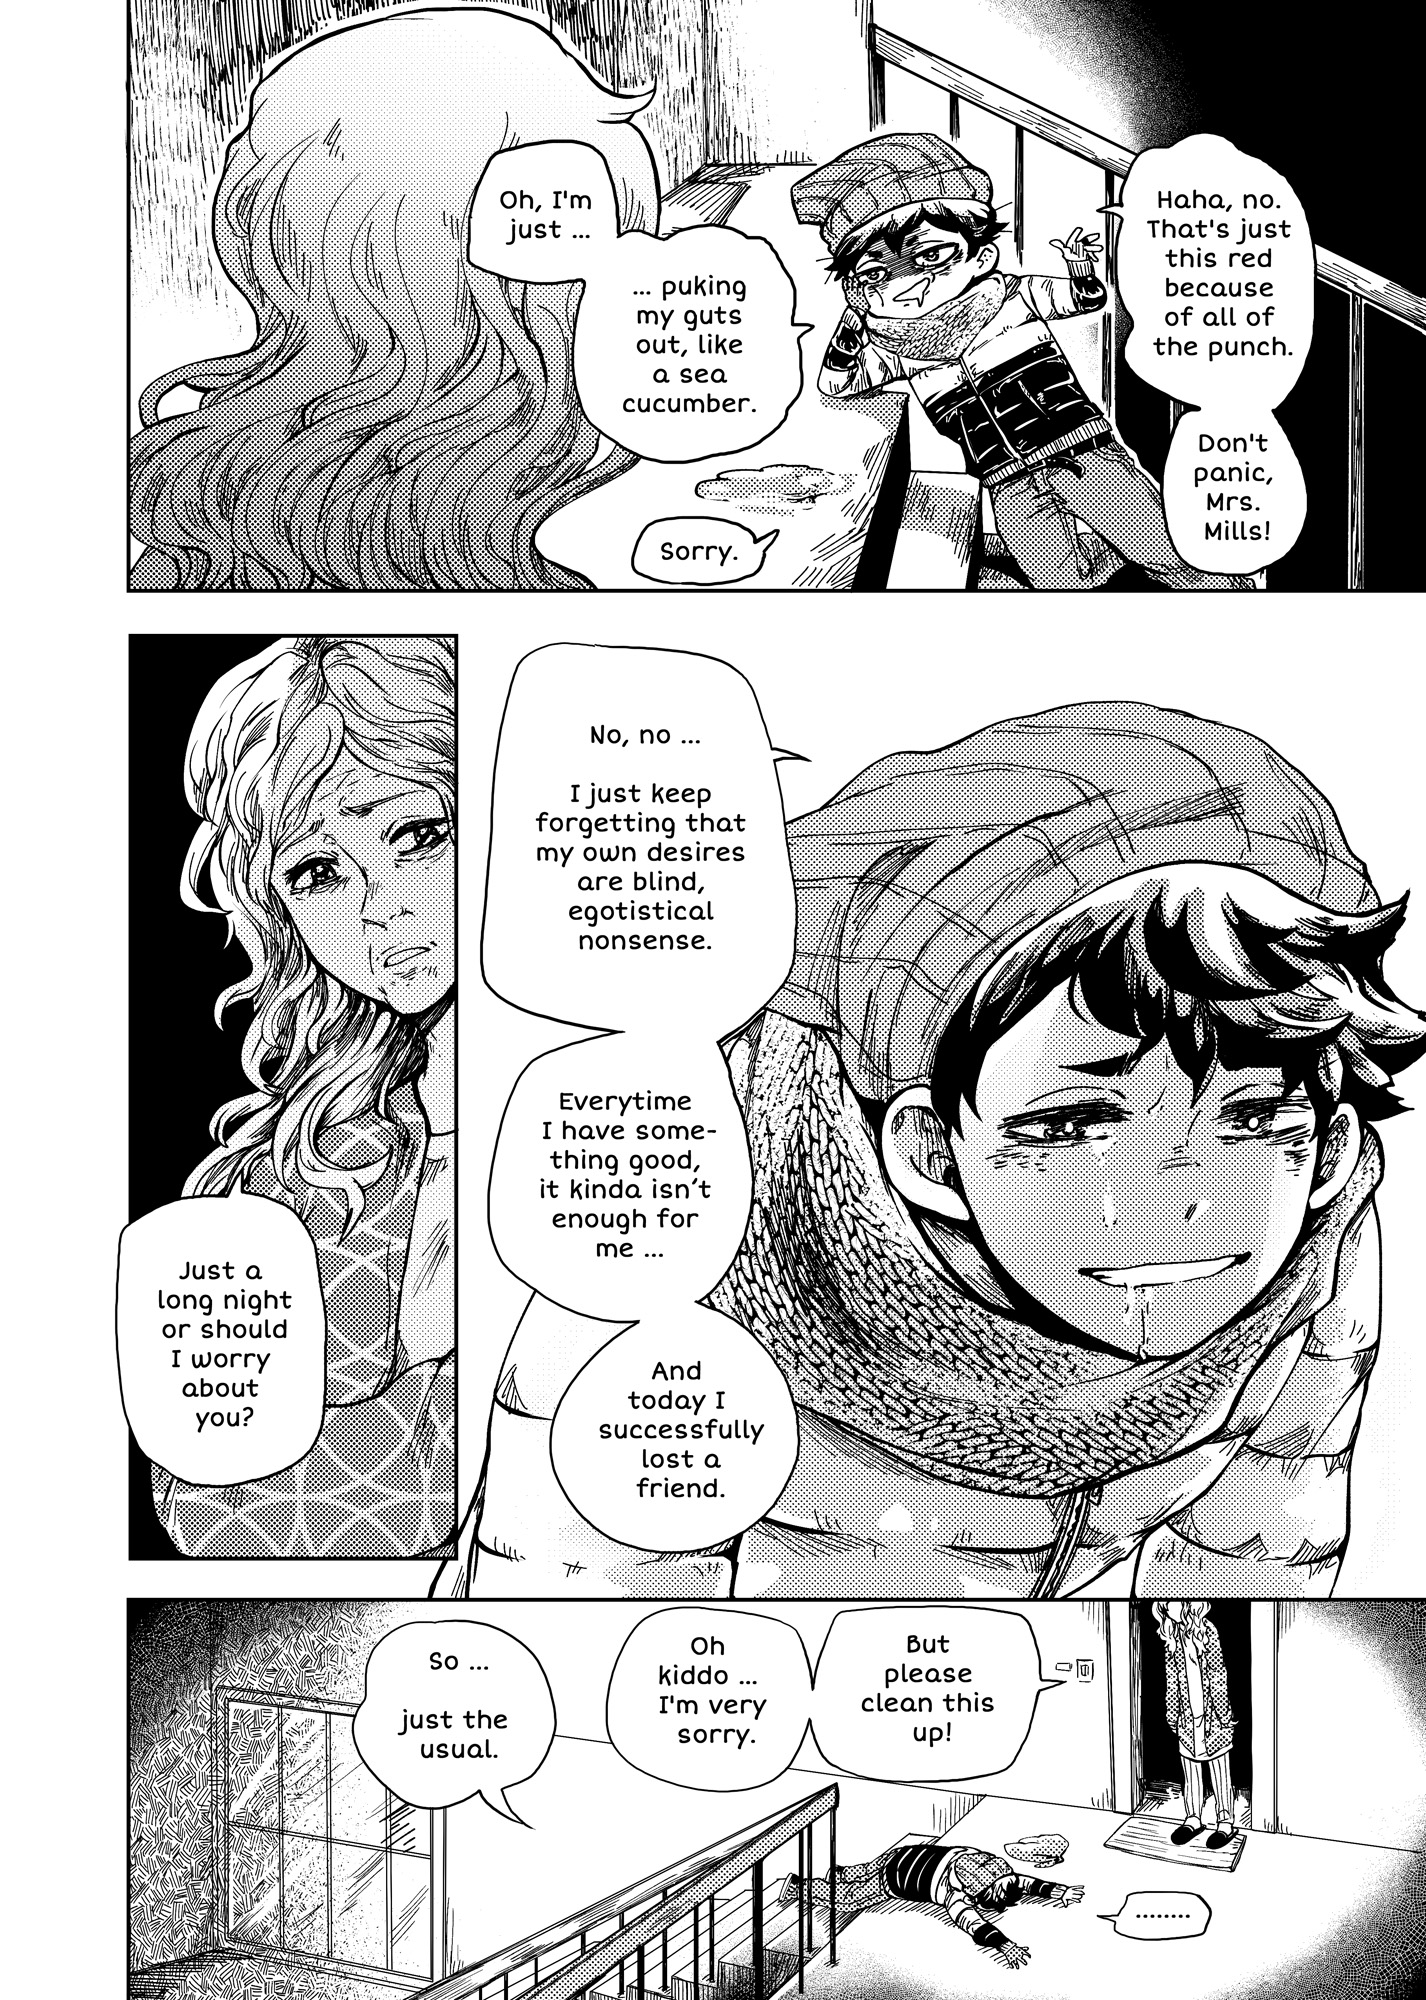 Oh, I'm
just ...
... puking
my guts
out, like
a sea
cucumber.
Sorry.
Haha, no.
That's just
this red
because
of all of
the punch.
Don't
panic,
Mrs.
Mills!
Just a
long night
or should
I worry
about
you?
No, no ...
I just keep
forgetting that
my own desires
are blind,
egotistical
nonsense.
Everytime
I have some-
thing good,
it kinda isn't
enough for
me ...
And
today I
successfully
lost a
friend.
So ...
just the
usual.
Oh
kiddo ...
I'm very
sorry.
But
please
clean this
up!
........